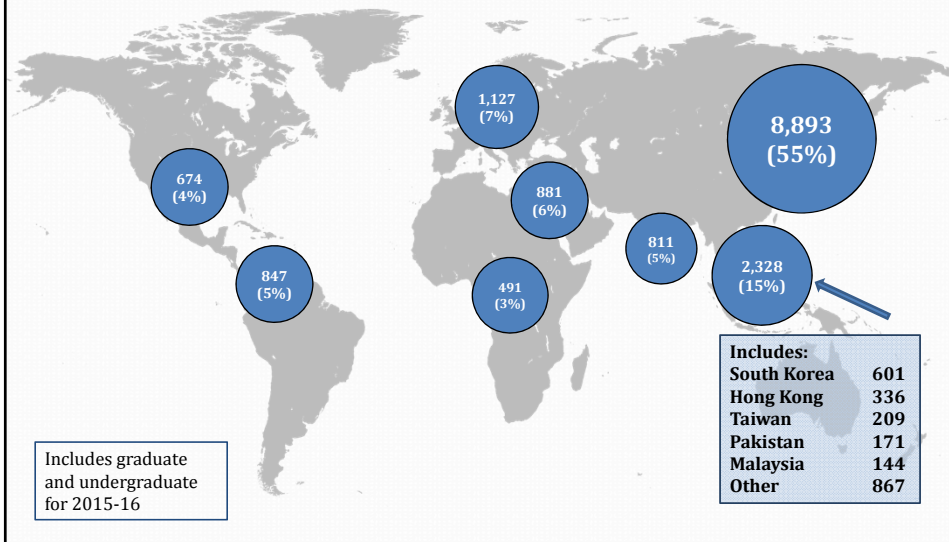 1,127
(7%)
8,893
(55%)
674
(4%)
881
(6%)
811
(5%)
2,328
(15%)
847
(5%)
491
(3%)
Includes:
South Korea 601
Hong Kong 336
Taiwan 209
Pakistan 171
Malaysia 144
Other 867
Includes graduate
and undergraduate
for 2015-16